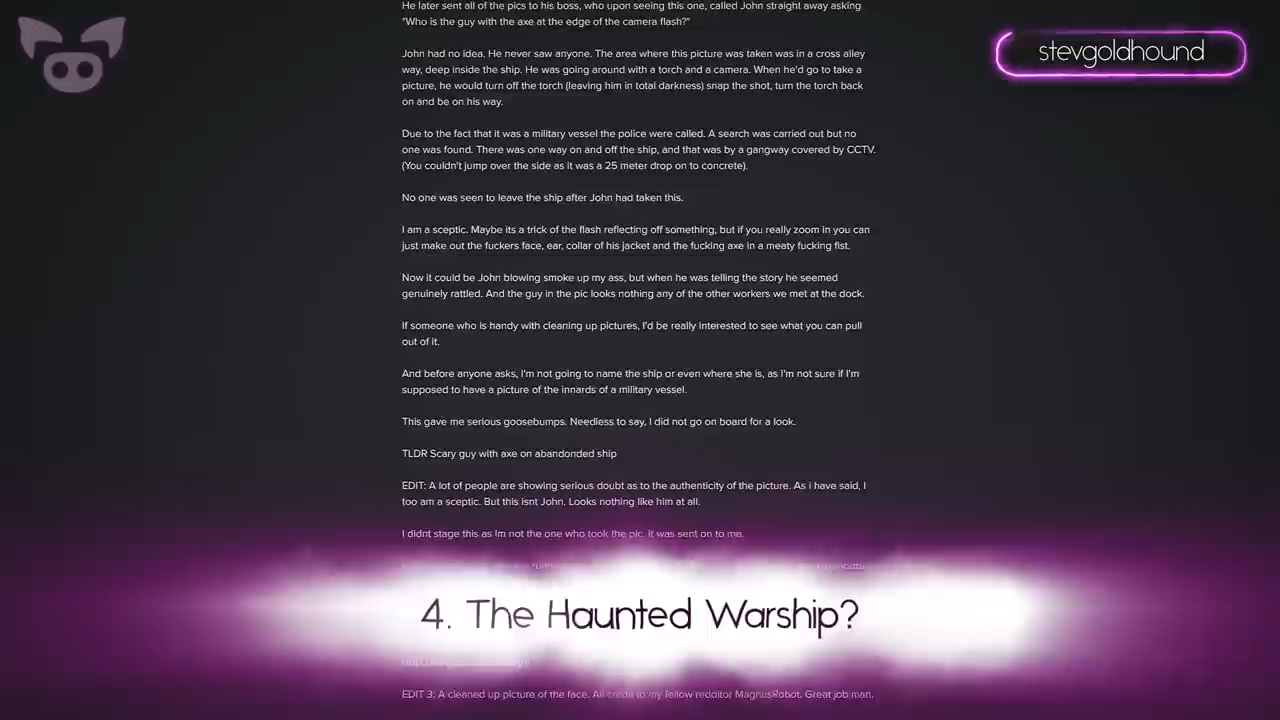 He later sent all of the pics to his boss, who upon seeing this one, called John straight away asking
"Who is the guy with the axe at the edge of the camera flash?"
stevgoldhound
John had no idea. He never saw anyone. The area where this picture was taken was in a cross alley
way, deep inside the ship. He was going around with a torch and a camera. When he'd go to take a
picture, he would turn off the torch (leaving him in total darkness) snap the shot, turn the torch back
on and be on his way.
Due to the fact that it was a military vessel the police were called. A search was carried out but no
one was found. There was one way on and off the ship, and that was by a gangway covered by CCTV.
(You couldn't jump over the side as it was a 25 meter drop on to concrete).
No one was seen to leave the ship after John had taken this.
I am a sceptic. Maybe its a trick of the flash reflecting off something, but if you really zoom in you can
just make out the fuckers face, ear, collar of his jacket and the fucking axe in a meaty fucking fist.
Now it could be John blowing smoke up my ass, but when he was telling the story he seemed
genuinely rattled. And the guy in the pic looks nothing any of the other workers we met at the dock.
If someone who is handy with cleaning up pictures, I'd be really interested to see what you can pull
out of it.
And before anyone asks, I'm not going to name the ship or even where she is, as I'm not sure if I'm
supposed to have a picture of the innards of a military vessel.
This gave me serious goosebumps. Needless to say, I did not go on board for a look.
TLDR Scary guy with axe on abandonded ship
EDIT: A lot of people are showing serious doubt as to the authenticity of the picture. As i have said, I
too am a sceptic. But this isnt John. Looks nothing like him at all.
I didnt stage this as Im not the one who took the pic. It was sent on to me.
4. The Haunted Warship?
EDIT 3: A cleaned up picture of the face. All credit to my fellow redditor MagnusRobot. Great job man.